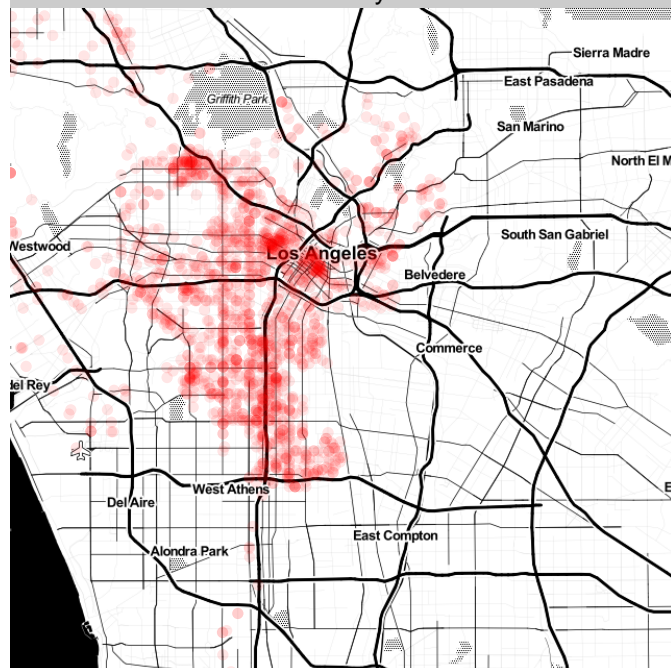 Sierra Madre
East Pasadena
Griffith Park
San Marino
North El M
Westwood
Los Angeles
South San Gabriel
Belvedere
Commerce
del Rey
West Athens
E
Del Aire
East Compton
Alondra Park